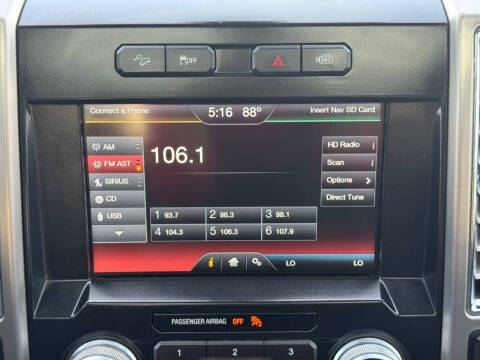 OFF
Connect a Phone 5:16 88° Insert Navi SD Card
AM
FM AST
SIRIUS
CD
USB
106.1
HD Radio
Scan
Options
Direct Tune
1 93.7 2 96.3 3 98.1
4 104.3 5 106.3 6 107.9
LO LO
PASSENGER AIRBAG OFF
1 2 3